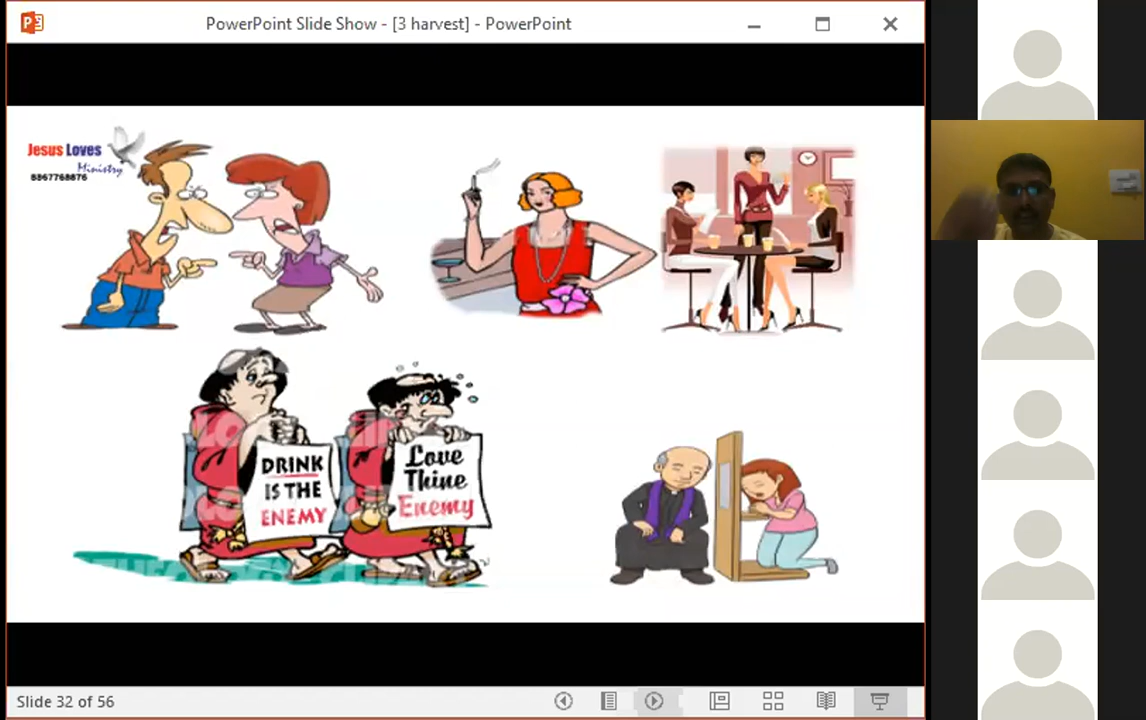 PowerPoint Slide Show - [3 harvest] - PowerPoint
Jesus Loves
Ministry
8867768876
DRINK
IS THE
ENEMY
Love
Thine
Enemy
Slide 32 of 56